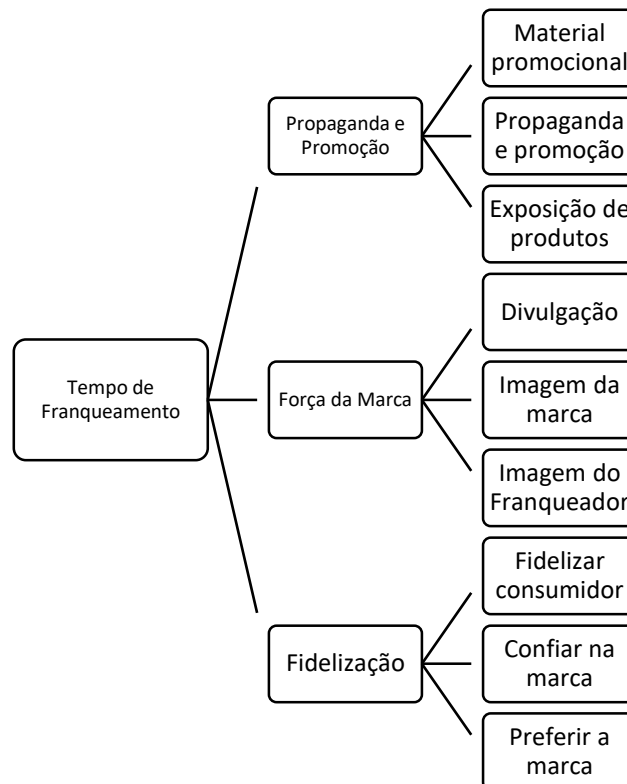 Material
promocional
Propaganda e
Promoção
Propaganda
e promoção
Exposição de
produtos
Divulgação
Tempo de
Franqueamento
Força da Marca
Imagem da
marca
Imagem do
Franqueador
Fidelizar
consumidor
Fidelização
Confiar na
marca
Preferir a
marca